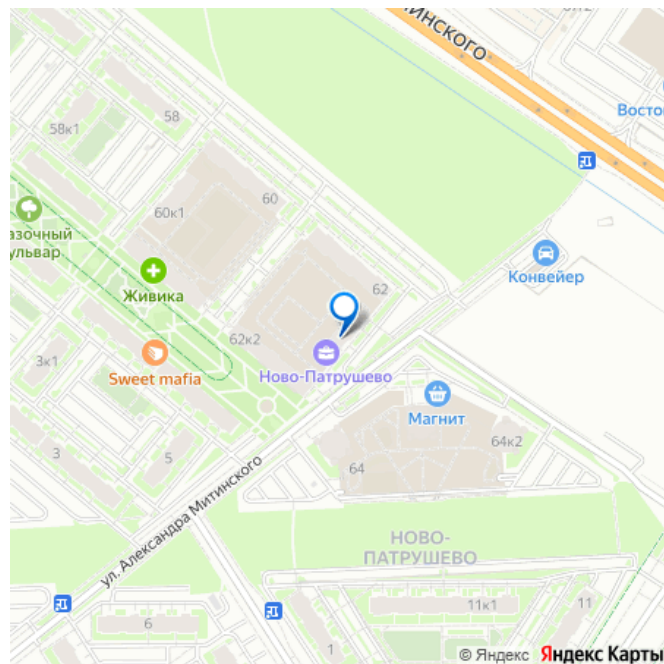 58
58к1
60
60к1
Восто
азочный
ульвар
Живика
62
62к2
Конвейер
Ново-Патрушево
3к1
Sweet mafia
Магнит
3
5
64
64к2
ул. Александра Митинского
НОВО-
ПАТРУШЕВО
6
1
11к1
11
© Яндекс Яндекс Карты